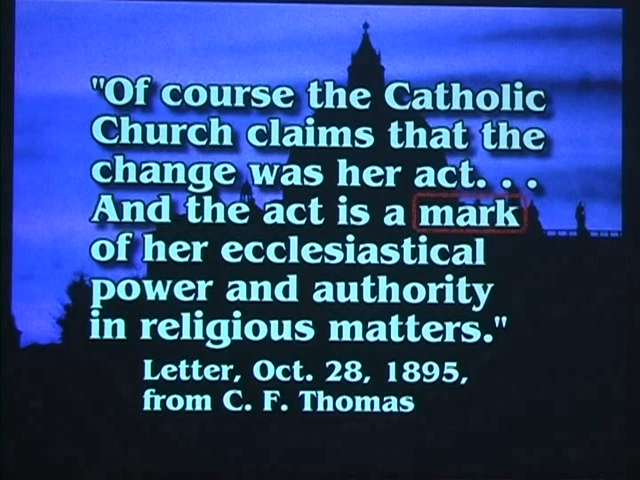 "Of course the Catholic
Church claims that the
change was her act. . .
And the act is a mark
of her ecclesiastical
power and authority
in religious matters."
Letter, Oct. 28, 1895,
from C. F. Thomas